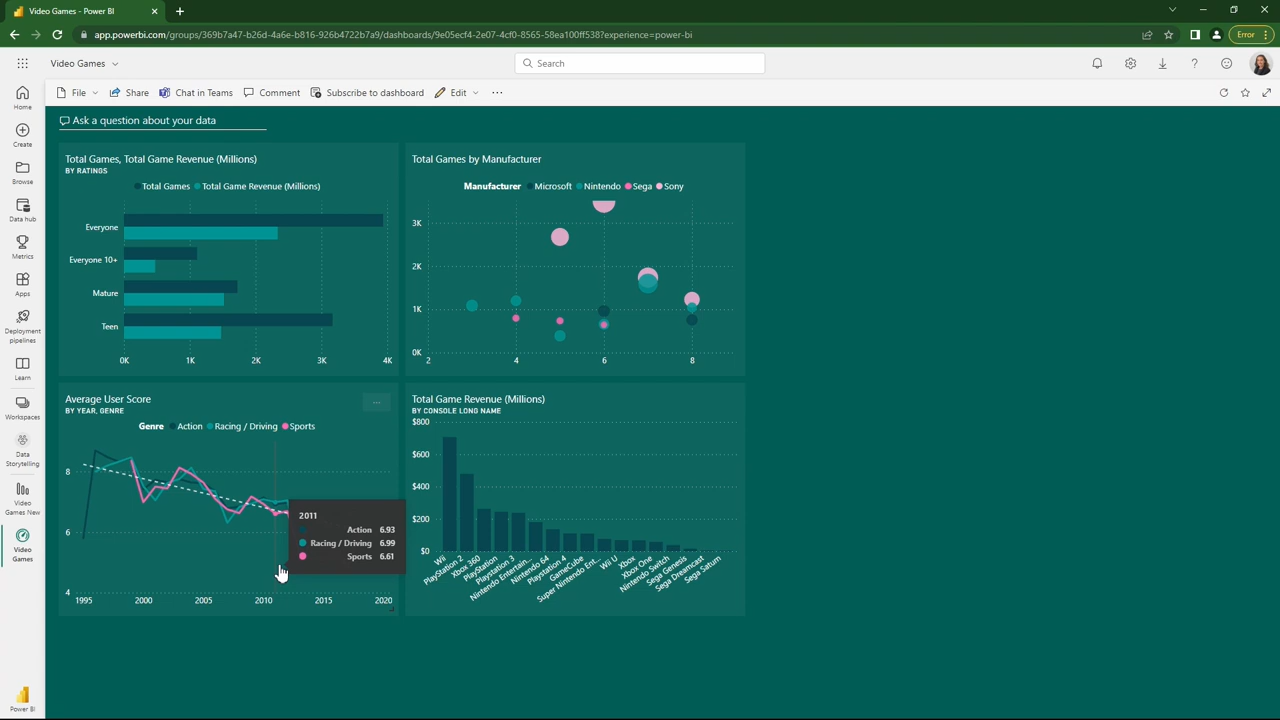 Video Games - Power BI
app.powerbi.com/groups/369b7a47-b26d-4a6e-b816-926b4722b7a9/dashboards/9e05ecf4-2e07-4cf0-8565-58ea100ff538?experience=power-bi
Error
Video Games
Search
File
Share
Chat in Teams
Comment
Subscribe to dashboard
Edit
Home
Create
Browse
Data hub
Metrics
Apps
Deployment
pipelines
Learn
Workspaces
Data
Storytelling
Video
Games New
Video
Games
Power BI
Ask a question about your data
Total Games, Total Game Revenue (Millions)
BY RATINGS
Total Games Total Game Revenue (Millions)
Everyone
Everyone 10+
Mature
Teen
0K 1K 2K 3K 4K
Total Games by Manufacturer
Manufacturer Microsoft Nintendo Sega Sony
3K
2K
1K
0K
2 4 6 8
Average User Score
BY YEAR, GENRE
...
Genre Action Racing / Driving Sports
8
6
4
1995 2000 2005 2010 2015 2020
2011
Action 6.93
Racing / Driving 6.99
Sports 6.61
Total Game Revenue (Millions)
BY CONSOLE LONG NAME
$800
$600
$400
$200
$0
Wii
PlayStation 2
Xbox 360
PlayStation
Playstation 3
Nintendo Entertain...
Nintendo 64
Playstation 4
GameCube
Super Nintendo Ent...
Wii U
Xbox
Xbox One
Nintendo Switch
Sega Genesis
Sega Dreamcast
Sega Saturn